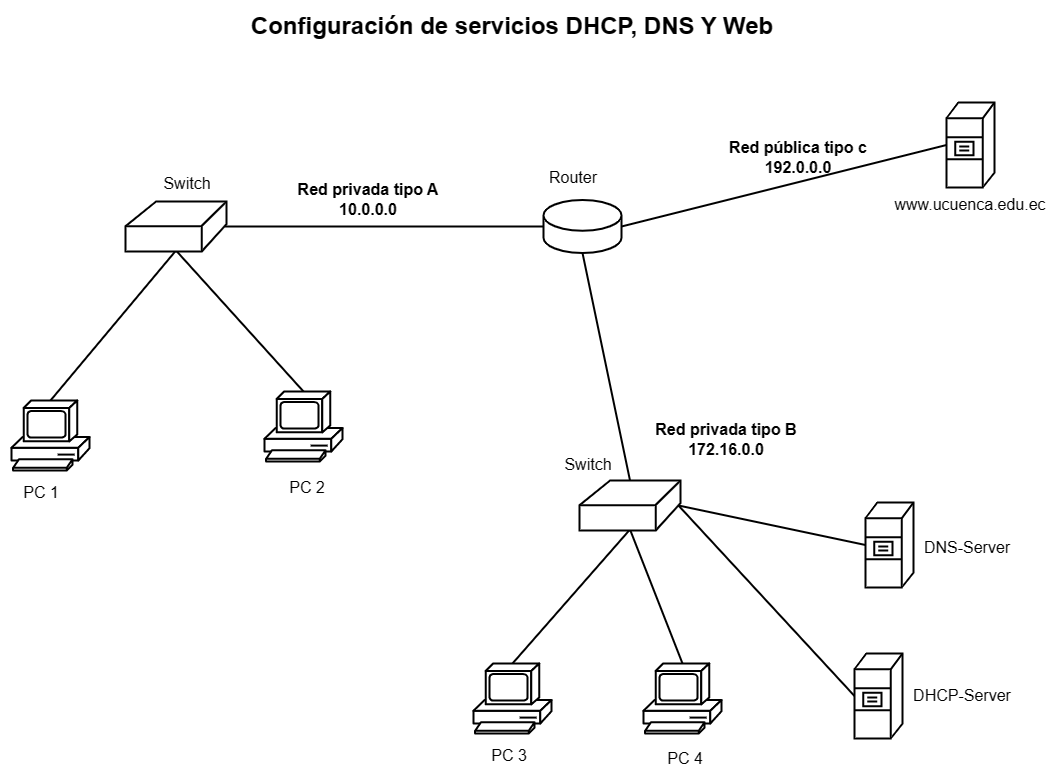 Configuración de servicios DHCP, DNS Y Web
Red pública tipo c
192.0.0.0
www.ucuenca.edu.ec
Switch
Red privada tipo A
10.0.0.0
Router
PC 1
PC 2
Red privada tipo B
172.16.0.0
Switch
DNS-Server
DHCP-Server
PC 3
PC 4